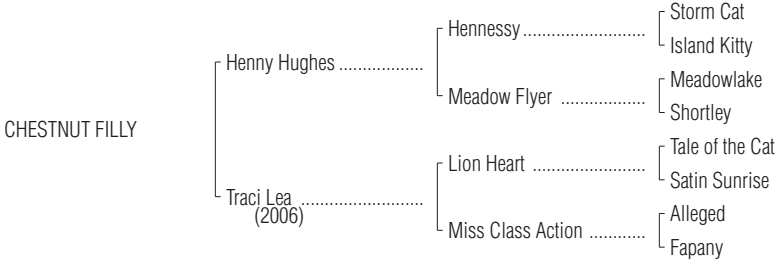 Storm Cat
Hennessy ..........................
Island Kitty
Henny Hughes ..................
Meadowlake
Meadow Flyer ..................
Shortley
CHESTNUT FILLY
Tale of the Cat
Lion Heart ........................
Satin Sunrise
Traci Lea ..........................
(2006)
Alleged
Miss Class Action ............
Fapany